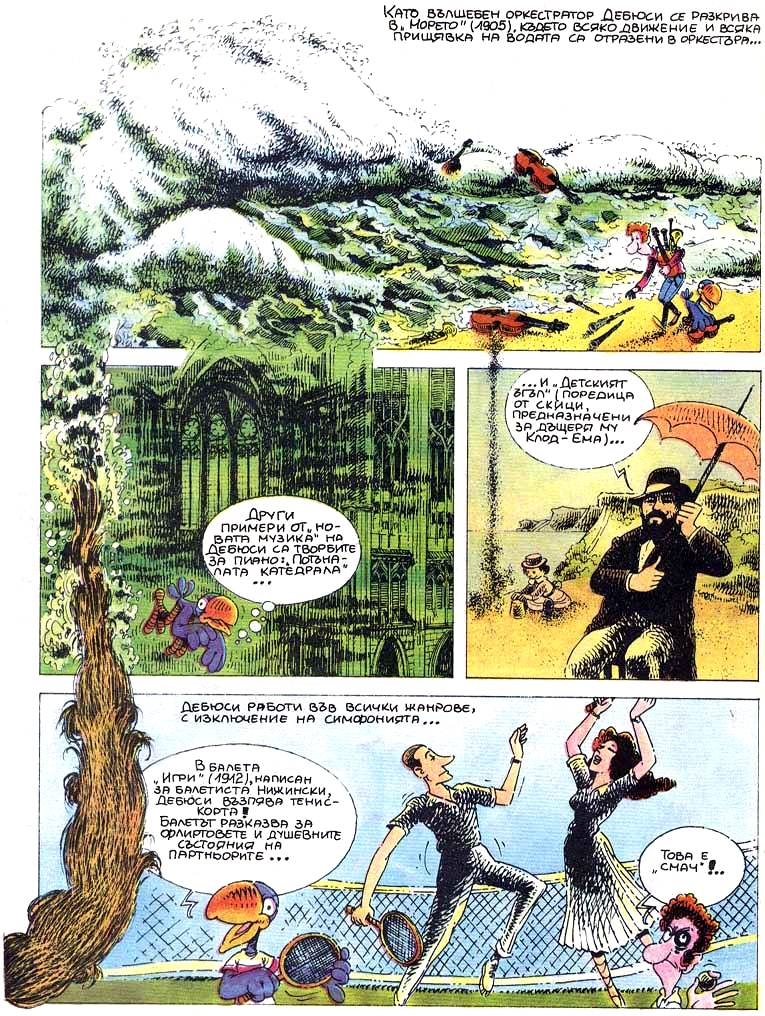 КАТО ВЪЛШЕБЕН ОРКЕСТРАТОР ДЕБЮСИ СЕ РАЗКРИВА
В „МОРЕТО" (1905), КЪДЕТО ВСЯКО ДВИЖЕНИЕ И ВСЯКА
ПРИЩЯВКА НА ВОДАТА СА ОТРАЗЕНИ В ОРКЕСТЪРА...
ДРУГИ
ПРИМЕРИ ОТ „НО-
ВАТА МУЗИКА" НА
ДЕБЮСИ СА ТВОРБИТЕ
ЗА ПИАНО: „ПОТЪНА-
ЛАТА КАТЕДРАЛА"
...
...И „ДЕТСКИЯТ
ЪГЪЛ" (ПОРЕДИЦА
ОТ СКИЦИ,
ПРЕДНАЗНАЧЕНИ
ЗА ДЪЩЕРЯ МУ
КЛОД-ЕМА)...
ДЕБЮСИ РАБОТИ ВЪВ ВСИЧКИ ЖАНРОВЕ,
С ИЗКЛЮЧЕНИЕ НА СИМФОНИЯТА...
В БАЛЕТА
„ИГРИ" (1912), НАПИСАН
ЗА БАЛЕТИСТА НИЖИНСКИ,
ДЕБЮСИ ВЪЗПЯВА ТЕНИС-
КОРТА!
БАЛЕТЪТ РАЗКАЗВА ЗА
ФЛИРТОВЕТЕ И ДУШЕВНИТЕ
СЪСТОЯНИЯ НА
ПАРТНЬОРИТЕ...
ТОВА Е
„СМАЧ"!..